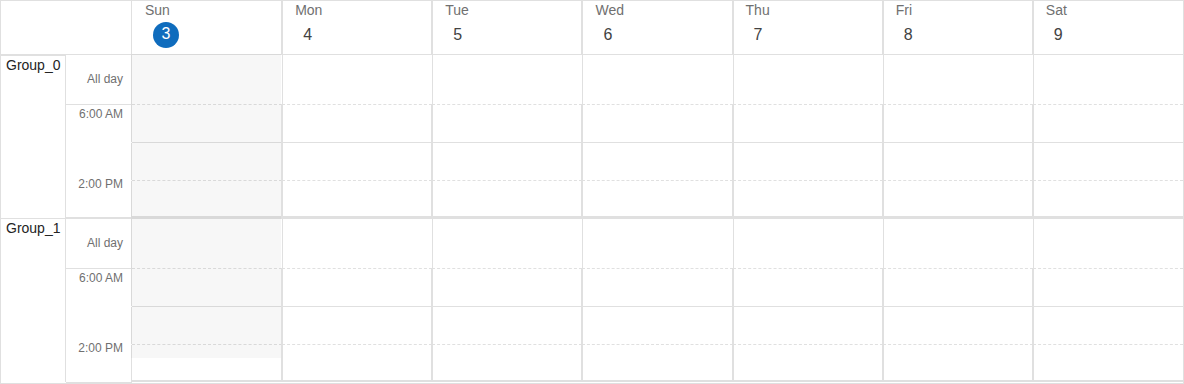 Sun Mon Tue Wed Thu Fri Sat
3 4 5 6 7 8 9
Group_0
All day
6:00 AM
2:00 PM
Group_1
All day
6:00 AM
2:00 PM